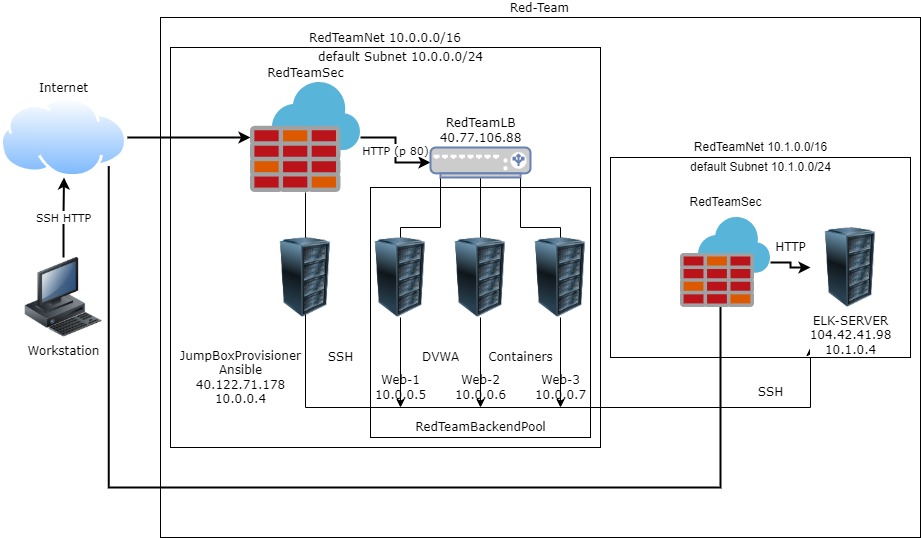 Red-Team
RedTeamNet 10.0.0.0/16
default Subnet 10.0.0.0/24
RedTeamSec
Internet
RedTeamLB
40.77.106.88
HTTP (p 80)
RedTeamNet 10.1.0.0/16
default Subnet 10.1.0.0/24
RedTeamSec
SSH HTTP
HTTP
Workstation
ELK-SERVER
104.42.41.98
10.1.0.4
JumpBoxProvisioner
Ansible
40.122.71.178
10.0.0.4
SSH
DVWA
Containers
Web-1
10.0.0.5
Web-2
10.0.0.6
Web-3
10.0.0.7
SSH
RedTeamBackendPool